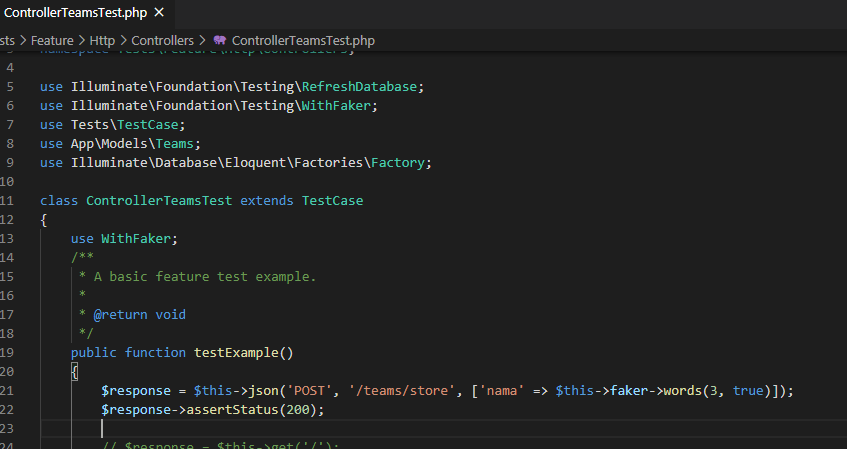 ControllerTeamsTest.php ×
sts > Feature > Http > Controllers > ControllerTeamsTest.php
3 namespace Tests\Feature\Http\Controllers;
4
5 use Illuminate\Foundation\Testing\RefreshDatabase;
6 use Illuminate\Foundation\Testing\WithFaker;
7 use Tests\TestCase;
8 use App\Models\Teams;
9 use Illuminate\Database\Eloquent\Factories\Factory;
10
11 class ControllerTeamsTest extends TestCase
12 {
13 use WithFaker;
14 /**
15 * A basic feature test example.
16 *
17 * @return void
18 */
19 public function testExample()
20 {
21 $response = $this->json('POST', '/teams/store', ['nama' => $this->faker->words(3, true)]);
22 $response->assertStatus(200);
23
24 // $response = $this->get('/');